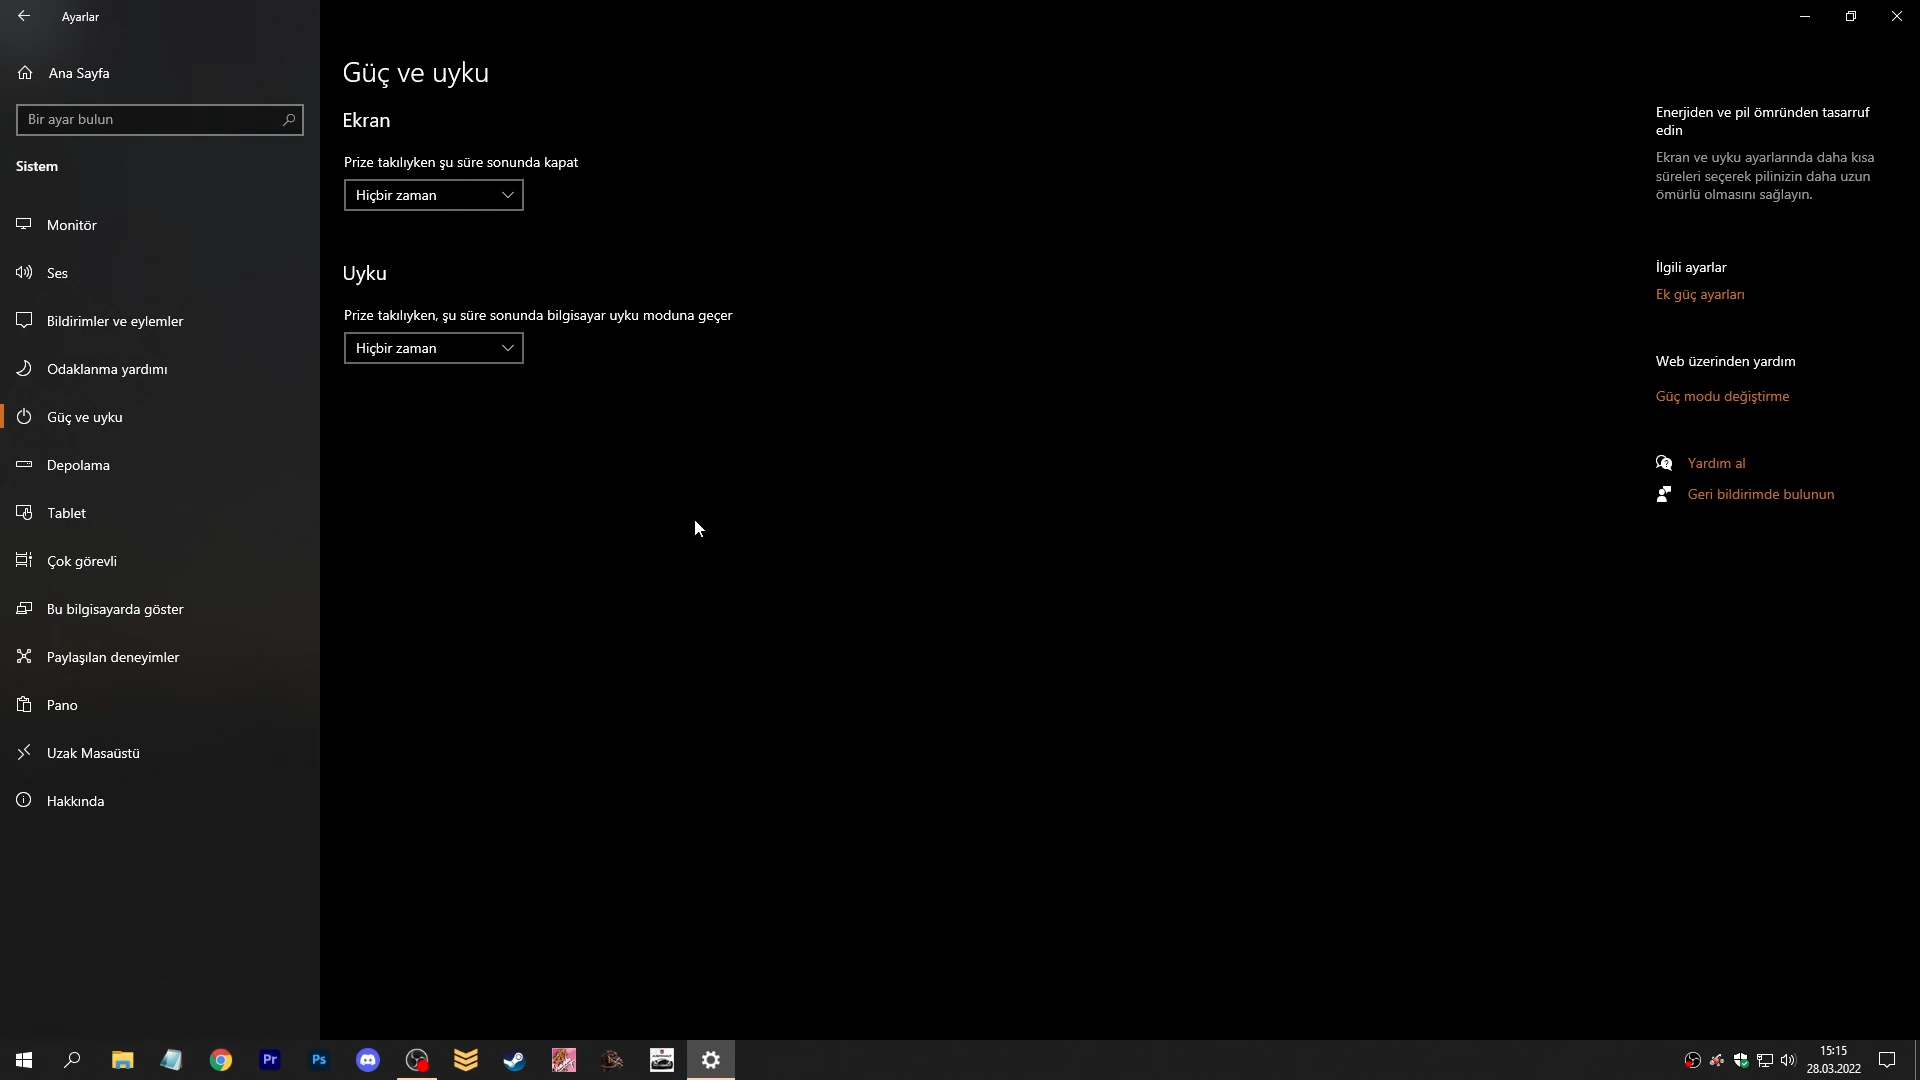 Ayarlar
Ana Sayfa
Bir ayar bulun
Sistem
Monitör
Ses
Bildirimler ve eylemler
Odaklanma yardımı
Güç ve uyku
Depolama
Tablet
Çok görevli
Bu bilgisayarda göster
Paylaşılan deneyimler
Pano
Uzak Masaüstü
Hakkında
Güç ve uyku
Ekran
Prize takılıyken şu süre sonunda kapat
Hiçbir zaman
Uyku
Prize takılıyken, şu süre sonunda bilgisayar uyku moduna geçer
Hiçbir zaman
Enerjiden ve pil ömründen tasarruf
edin
Ekran ve uyku ayarlarında daha kısa
süreleri seçerek pilinizin daha uzun
ömürlü olmasını sağlayın.
İlgili ayarlar
Ek güç ayarları
Web üzerinden yardım
Güç modu değiştirme
Yardım al
Geri bildirimde bulunun
Pr
Ps
15:15
28.03.2022